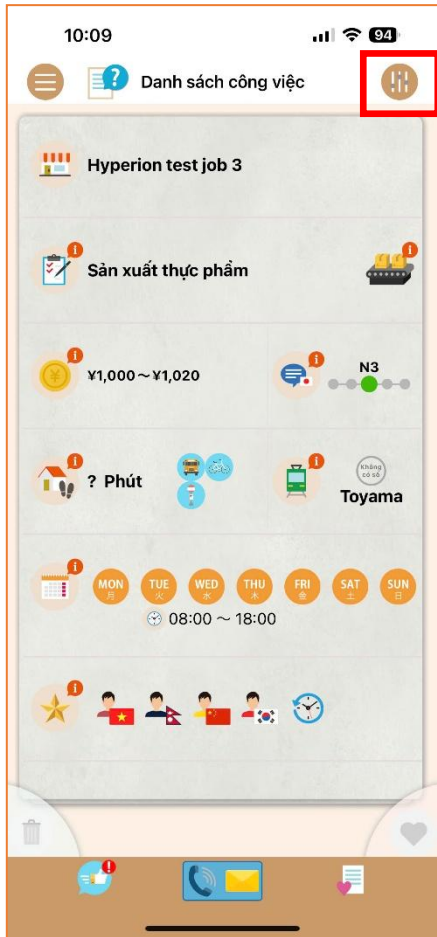 10:09
94
Danh sách công việc
Hyperion test job 3
Sản xuất thực phẩm
¥1,000~¥1,020
N3
? Phút
Không có số
Toyama
MON 月
TUE 火
WED 水
THU 木
FRI 金
SAT 土
SUN 日
08:00 ~ 18:00